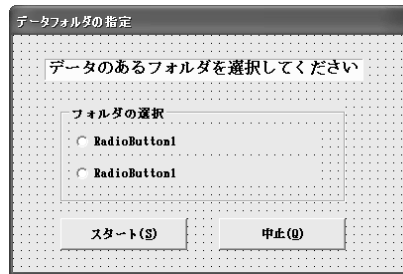 データフォルダの指定
データのあるフォルダを選択してください
フォルダの選択
RadioButton1
RadioButton1
スタート(S)
中止(Q)